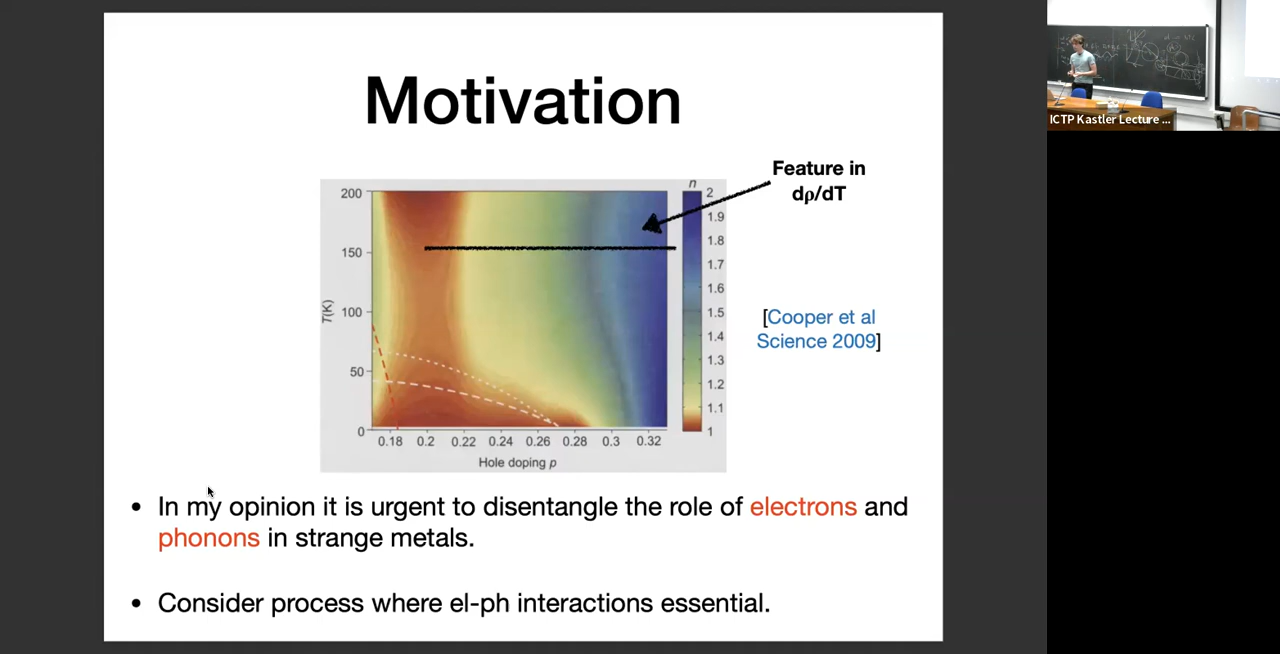 Motivation
Feature in
dρ/dT
n
200
150
100
50
0
T(K)
0.18 0.2 0.22 0.24 0.26 0.28 0.3 0.32
Hole doping p
2
1.9
1.8
1.7
1.6
1.5
1.4
1.3
1.2
1.1
1
[Cooper et al
Science 2009]
• In my opinion it is urgent to disentangle the role of electrons and
phonons in strange metals.
• Consider process where el-ph interactions essential.
ICTP Kastler Lecture ...